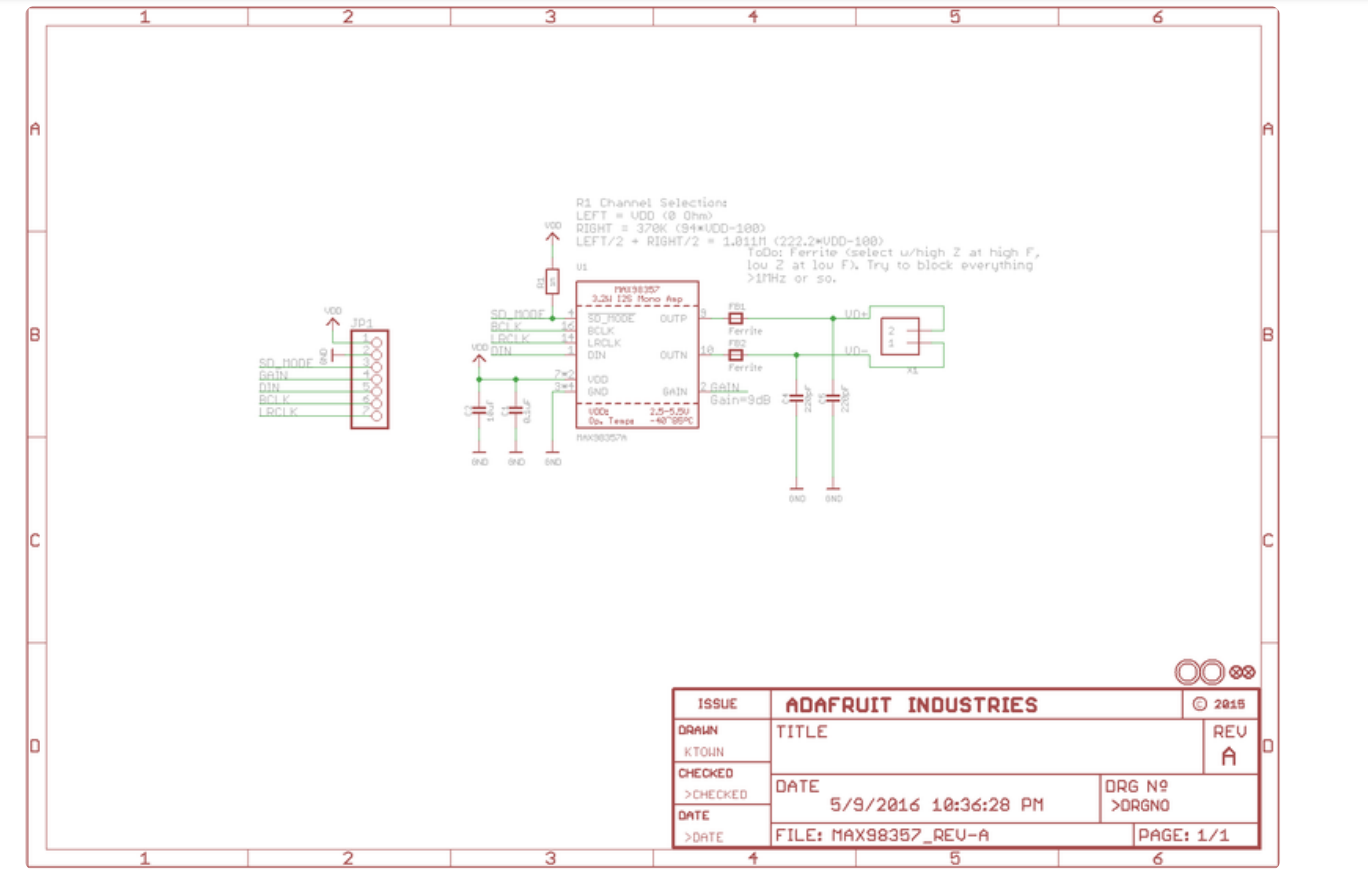 1 2 3 4 5 6
A A
B B
C C
D D
R1 Channel Selection:
LEFT = VDD (0 Ohm)
RIGHT = 370K (94*VDD-100)
LEFT/2 + RIGHT/2 = 1.011M (222.2*VDD-100)
ToDo: Ferrite (select w/high Z at high F,
low Z at low F). Try to block everything
>1MHz or so.
VDD
R1
U1
MAX98357
3.2W I2S Mono Amp
SD_MODE 4 SD_MODE OUTP 9
BCLK 16 BCLK
LRCLK 14 LRCLK
DIN 1 DIN OUTN 10
7*2 VDD
3*4 GND GAIN 2 GAIN
Gain=9dB
VDD: 2.5-5.5V
Op. Temps -40~85ºC
MAX98357A
FB1
Ferrite
FB2
Ferrite
VO+
VO-
2
1
X1
C4 220pF
C5 220pF
GND GND
VDD
C2 10uF
C1 0.1uF
GND GND GND
VDD
JP1
GND
1
2
SD_MODE 3
GAIN 4
DIN 5
BCLK 6
LRCLK 7
ISSUE
ADAFRUIT INDUSTRIES
© 2015
DRAWN
KTOWN
TITLE
REV
A
CHECKED
>CHECKED
DATE
5/9/2016 10:36:28 PM
DRG Nº
>DRGNO
DATE
>DATE
FILE: MAX98357_REV-A
PAGE: 1/1
1 2 3 4 5 6